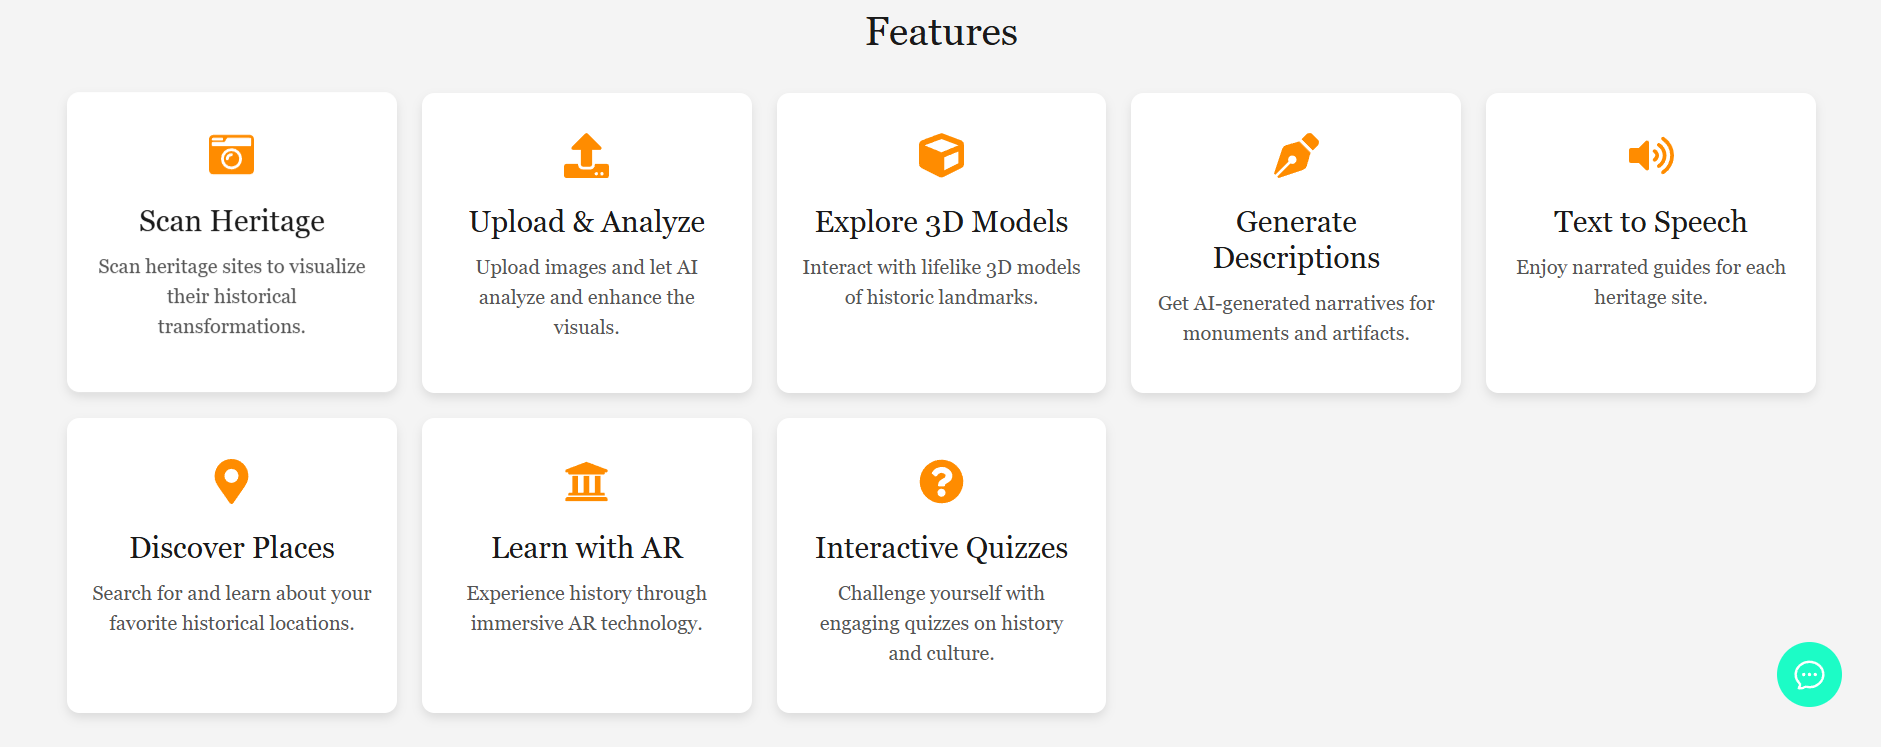 Features
Scan Heritage
Scan heritage sites to visualize
their historical
transformations.
Upload & Analyze
Upload images and let AI
analyze and enhance the
visuals.
Explore 3D Models
Interact with lifelike 3D models
of historic landmarks.
Generate
Descriptions
Get AI-generated narratives for
monuments and artifacts.
Text to Speech
Enjoy narrated guides for each
heritage site.
Discover Places
Search for and learn about your
favorite historical locations.
Learn with AR
Experience history through
immersive AR technology.
Interactive Quizzes
Challenge yourself with
engaging quizzes on history
and culture.